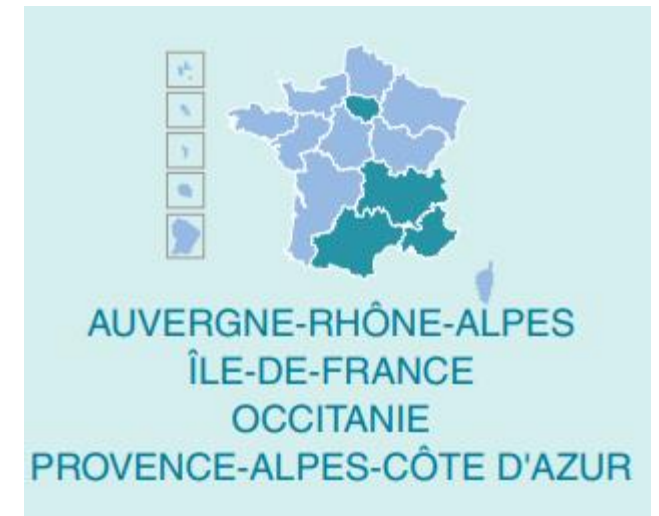 AUVERGNE-RHÔNE-ALPES
ÎLE-DE-FRANCE
OCCITANIE
PROVENCE-ALPES-CÔTE D'AZUR